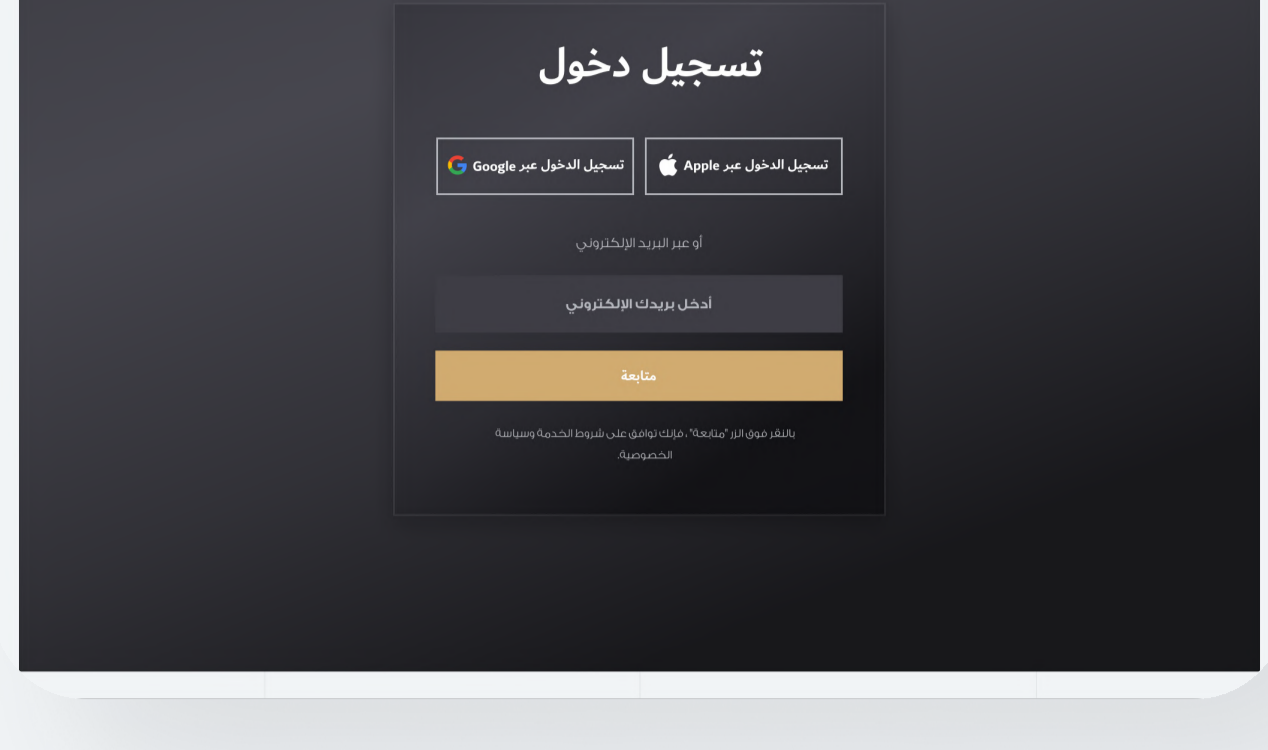 تسجيل دخول
تسجيل الدخول عبر Apple
تسجيل الدخول عبر Google
أو عبر البريد الإلكتروني
أدخل بريدك الإلكتروني
متابعة
بالنقر فوق الزر "متابعة"، فإنك توافق على شروط الخدمة وسياسة
الخصوصية.